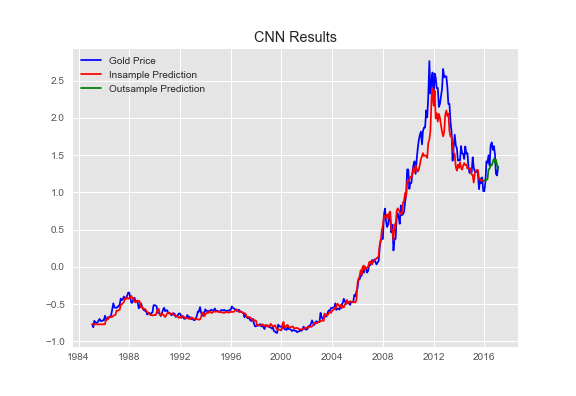 CNN Results
Gold Price
Insample Prediction
Outsample Prediction
2.5
2.0
1.5
1.0
0.5
0.0
−0.5
−1.0
1984 1988 1992 1996 2000 2004 2008 2012 2016